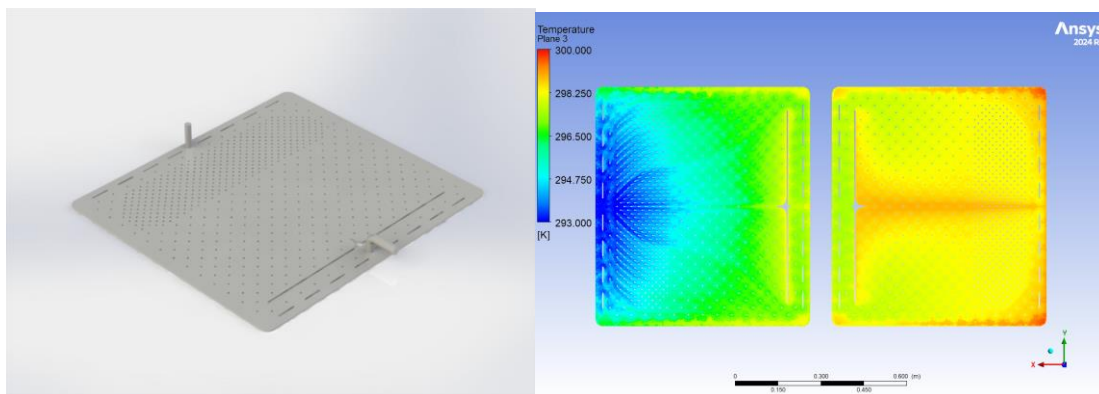 Temperature
Plane 3
300.000
298.250
296.500
294.750
293.000
[K]
Ansys
2024 R
0
0.300
0.600 (m)
0.150
0.450
Y
X